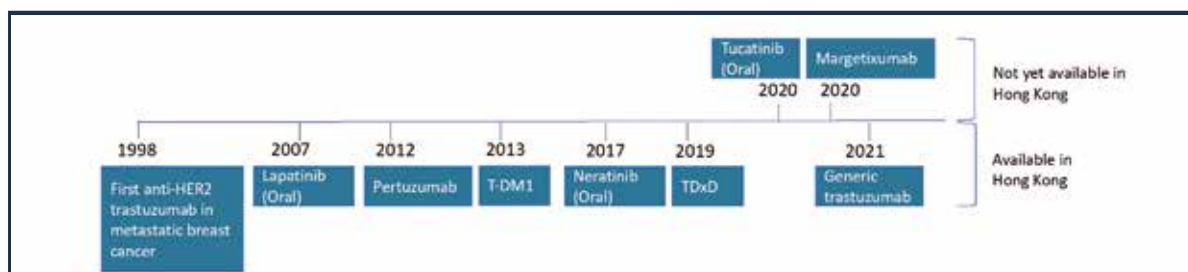 Tucatinib
(Oral)
Margetixumab
Not yet available in
Hong Kong
2020
2020
1998
2007
2012
2013
2017
2019
2021
Available in
Hong Kong
First anti-HER2
trastuzumab in
metastatic breast
cancer
Lapatinib
(Oral)
Pertuzumab
T-DM1
Neratinib
(Oral)
TDxD
Generic
trastuzumab